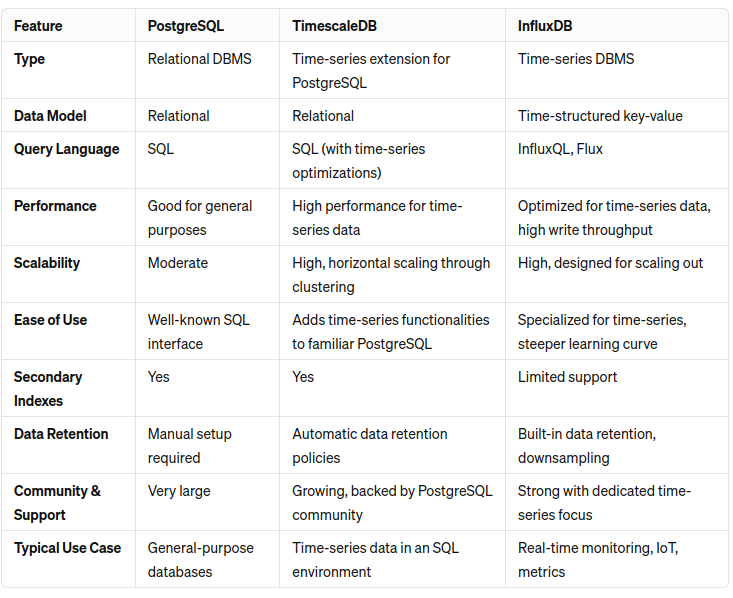 Feature PostgreSQL TimescaleDB InfluxDB
Type Relational DBMS Time-series extension for Time-series DBMS
PostgreSQL
Data Model Relational Relational Time-structured key-value
Query Language SQL SQL (with time-series InfluxQL, Flux
optimizations)
Performance Good for general High performance for time- Optimized for time-series data,
purposes series data high write throughput
Scalability Moderate High, horizontal scaling through High, designed for scaling out
clustering
Ease of Use Well-known SQL Adds time-series functionalities Specialized for time-series,
interface to familiar PostgreSQL steeper learning curve
Secondary Yes Yes Limited support
Indexes
Data Retention Manual setup Automatic data retention Built-in data retention,
required policies downsampling
Community & Very large Growing, backed by PostgreSQL Strong with dedicated time-
Support community series focus
Typical Use Case General-purpose Time-series data in an SQL Real-time monitoring, IoT,
databases environment metrics